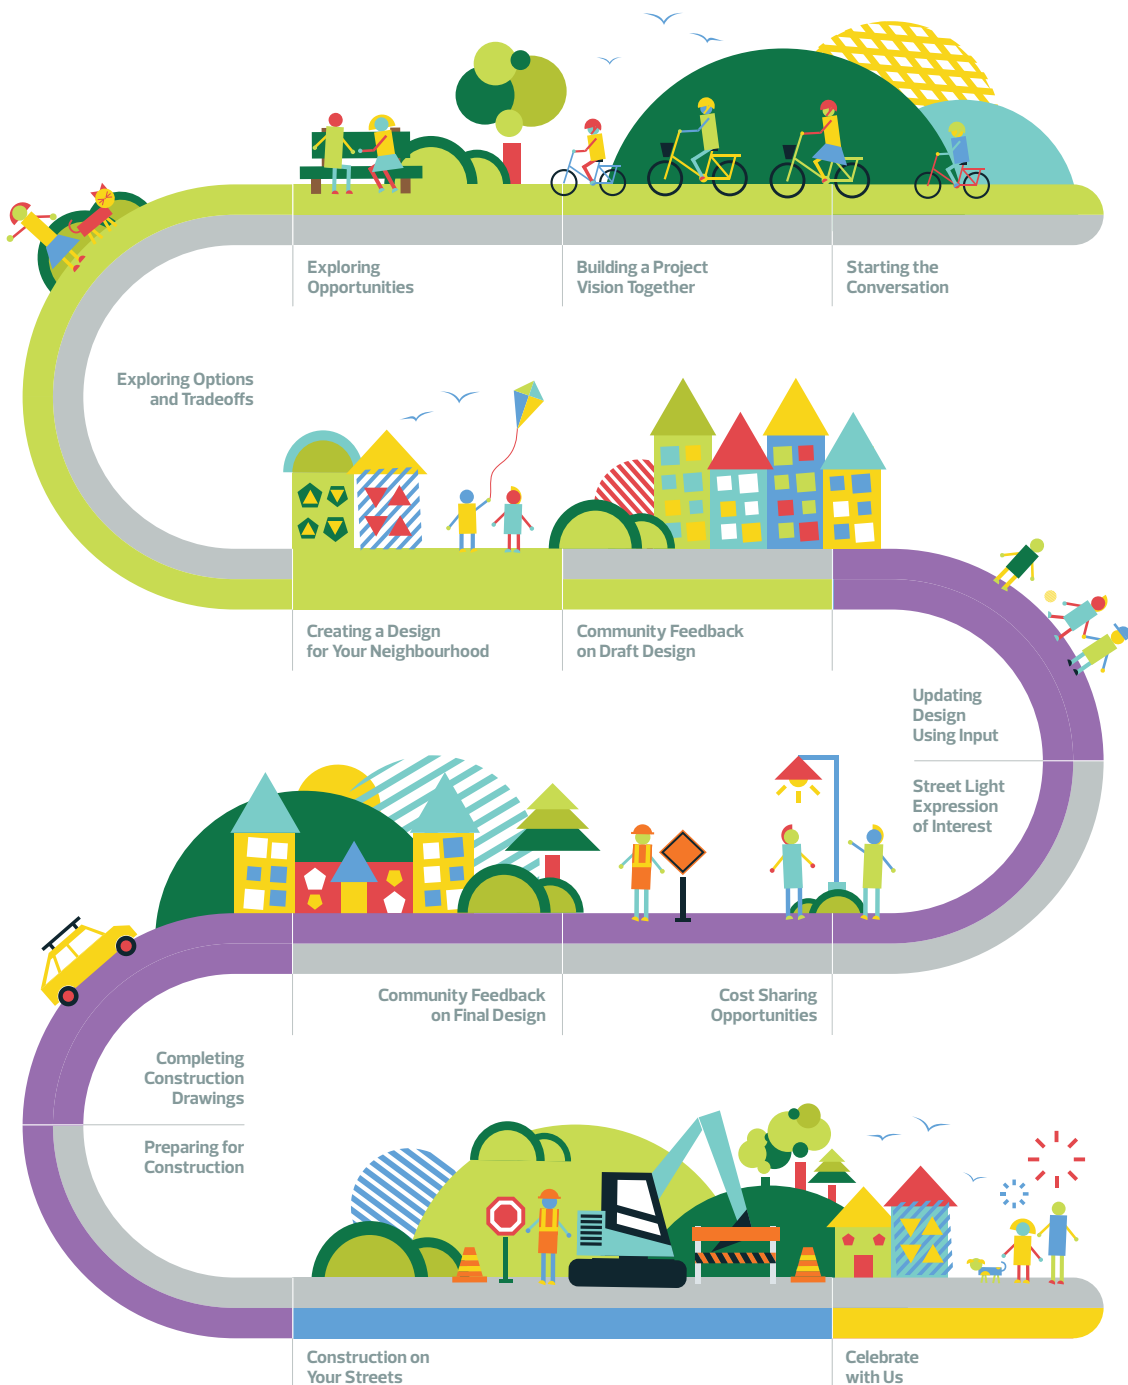 Exploring
Opportunities
Building a Project
Vision Together
Starting the
Conversation
Exploring Options
and Tradeoffs
Creating a Design
for Your Neighbourhood
Community Feedback
on Draft Design
Updating
Design
Using Input
Street Light
Expression
of Interest
Community Feedback
on Final Design
Cost Sharing
Opportunities
Completing
Construction
Drawings
Preparing for
Construction
Construction on
Your Streets
Celebrate
with Us